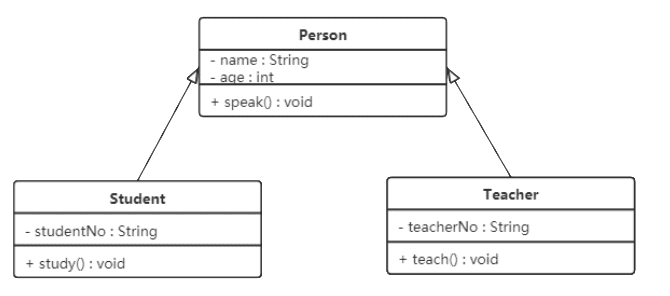 Person
- name : String
- age : int
+ speak() : void
Student
- studentNo : String
+ study() : void
Teacher
- teacherNo : String
+ teach() : void